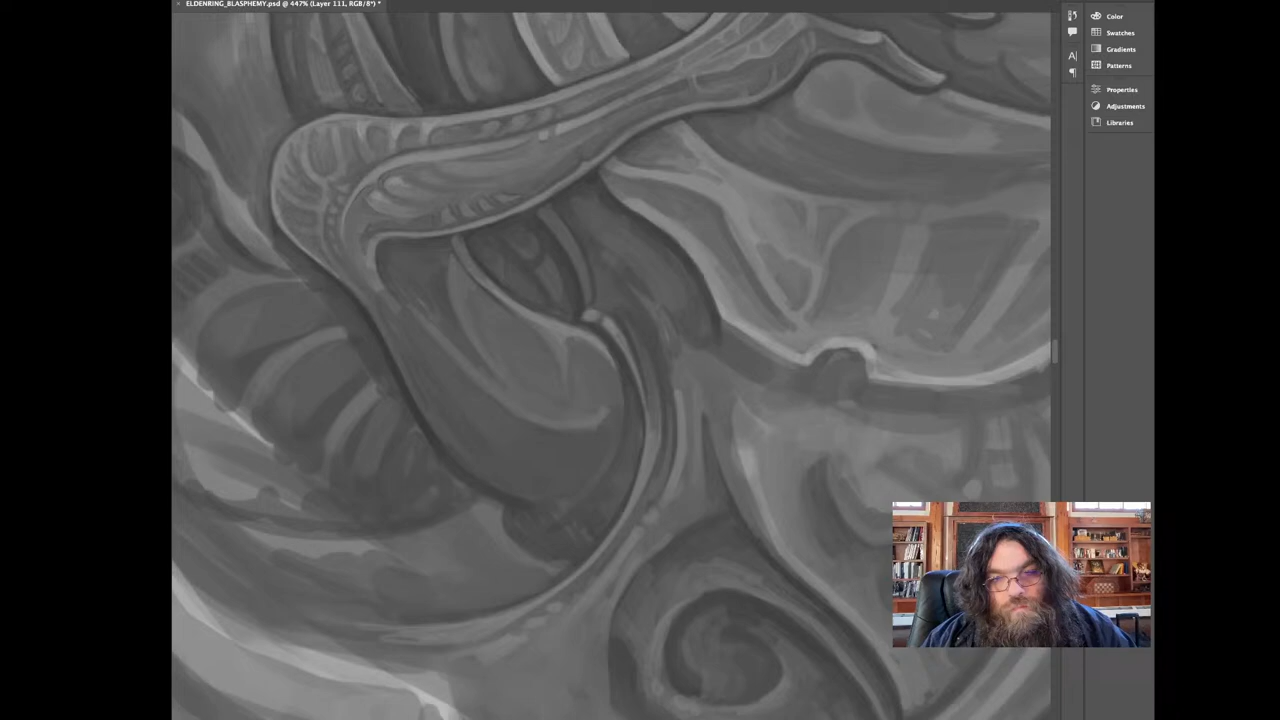 × ELDENRING_BLASPHEMY.psd @ 447% (Layer 111, RGB/8*) *
Color
Swatches
Gradients
Patterns
Properties
Adjustments
Libraries